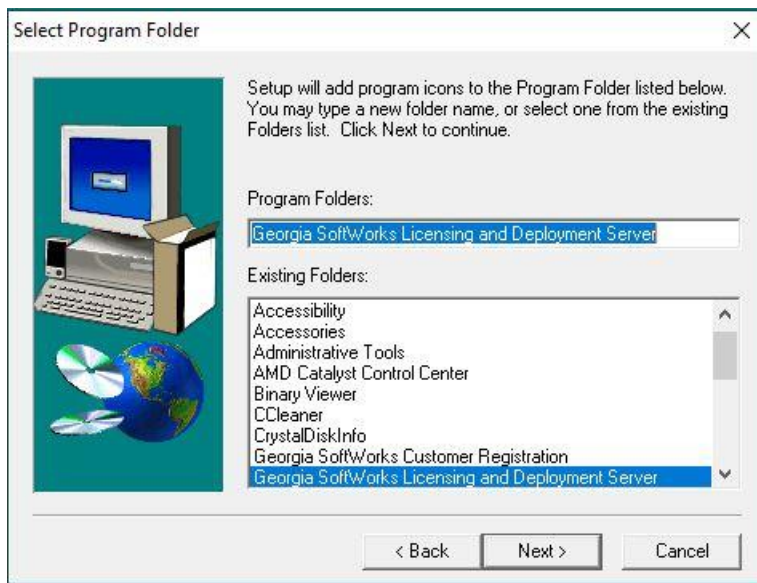 Select Program Folder
Setup will add program icons to the Program Folder listed below.
You may type a new folder name, or select one from the existing
Folders list. Click Next to continue.
Program Folders:
Georgia SoftWorks Licensing and Deployment Server
Existing Folders:
Accessibility
Accessories
Administrative Tools
AMD Catalyst Control Center
Binary Viewer
CCleaner
CrystalDiskInfo
Georgia SoftWorks Customer Registration
Georgia SoftWorks Licensing and Deployment Server
< Back
Next >
Cancel